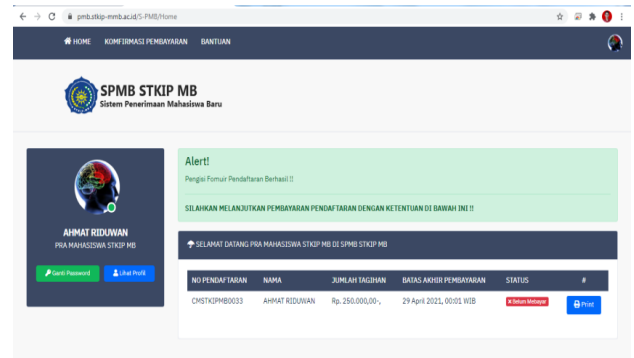 pmb.stkip-mmb.ac.id/S-PMB/Home
HOME KOMFIRMASI PEMBAYARAN BANTUAN
SPMB STKIP MB
Sistem Penerimaan Mahasiswa Baru
AHMAT RIDUWAN
PRA MAHASISWA STKIP MB
Ganti Password Lihat Profil
Alert!
Pengisi Fomulr Pendaftaran Berhasil !!
SILAHKAN MELANJUTKAN PEMBAYARAN PENDAFTARAN DENGAN KETENTUAN DI BAWAH INI !!
SELAMAT DATANG PRA MAHASISWA STKIP MB DI SPMB STKIP MB
NO PENDAFTARAN NAMA JUMLAH TAGIHAN BATAS AKHIR PEMBAYARAN STATUS #
CMSTKIPMB0033 AHMAT RIDUWAN Rp. 250.000,00-, 29 April 2021, 00:01 WIB Belum Mebayar Print